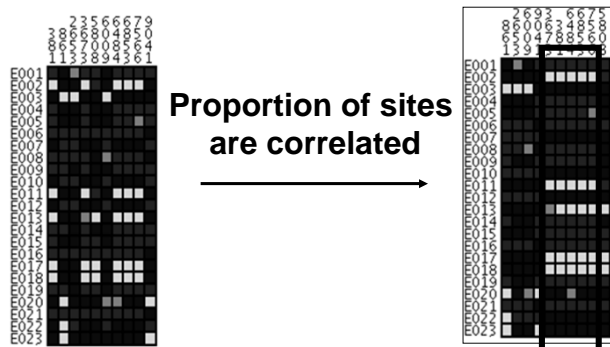 E001
E002
E003
E004
E005
E006
E007
E008
E009
E010
E011
E012
E013
E014
E015
E016
E017
E018
E019
E020
E021
E022
E023
Proportion of sites
are correlated
E001
E002
E003
E004
E005
E006
E007
E008
E009
E010
E011
E012
E013
E014
E015
E016
E017
E018
E019
E020
E021
E022
E023